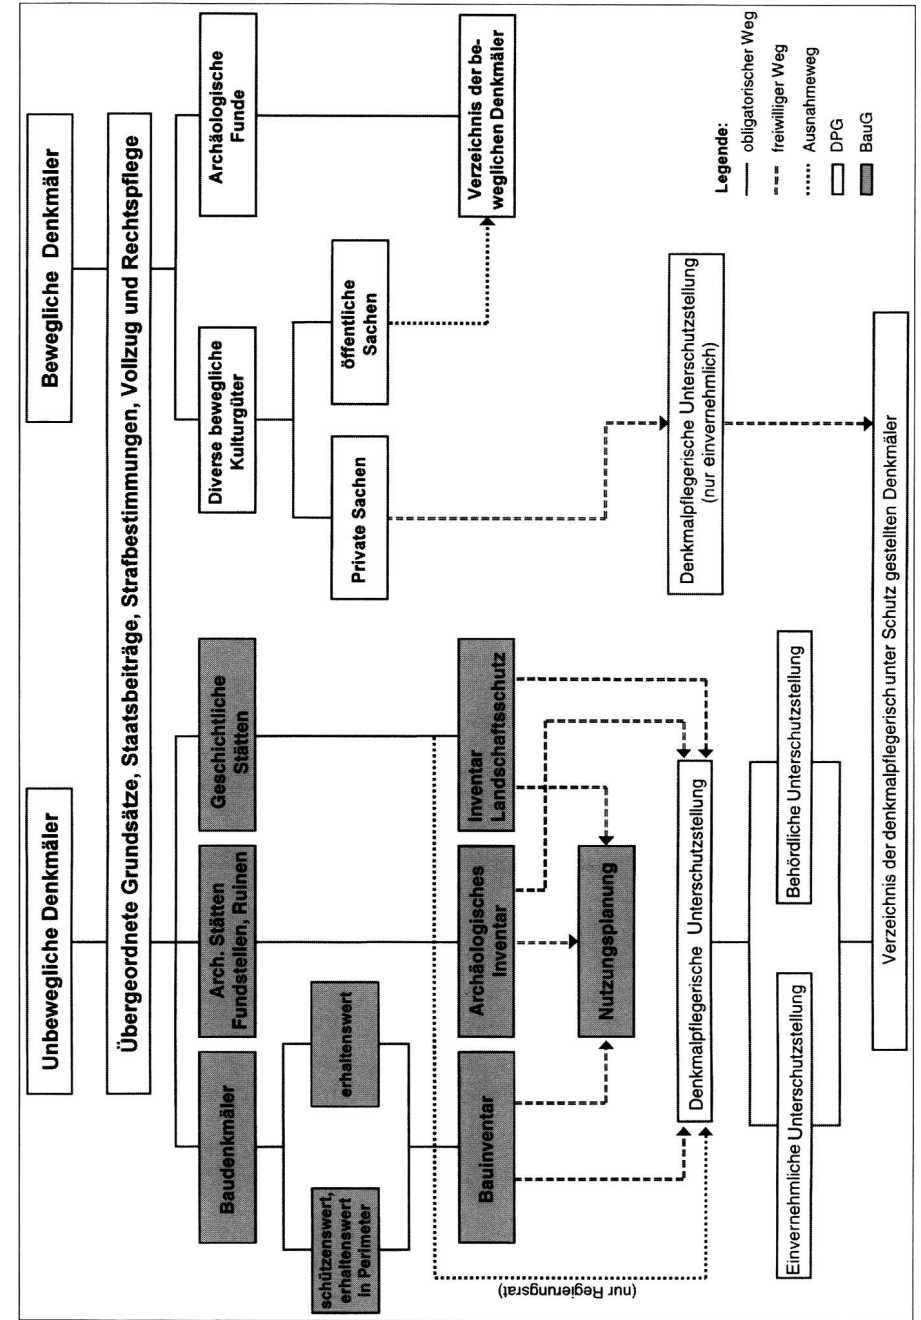 Unbewegliche Denkmäler
Bewegliche Denkmäler
Übergeordnete Grundsätze, Staatsbeiträge, Strafbestimmungen, Vollzug und Rechtspflege
Baudenkmäler
Arch. Stätten
Fundstellen, Ruinen
Geschichtliche
Stätten
Diverse bewegliche
Kulturgüter
Archäologische
Funde
schützenswert,
erhaltenswert
in Perimeter
erhaltenswert
Private Sachen
öffentliche
Sachen
Bauinventar
Archäologisches
Inventar
Inventar
Landschaftsschutz
Verzeichnis der be-
weglichen Denkmäler
Nutzungsplanung
(nur Regierungsrat)
Denkmalpflegerische Unterschutzstellung
Denkmalpflegerische Unterschutzstellung
(nur einvernehmlich)
Einvernehmliche Unterschutzstellung
Behördliche Unterschutzstellung
Verzeichnis der denkmalpflegerisch unter Schutz gestellten Denkmäler
Legende:
obligatorischer Weg
freiwilliger Weg
Ausnahmeweg
DPG
BauG